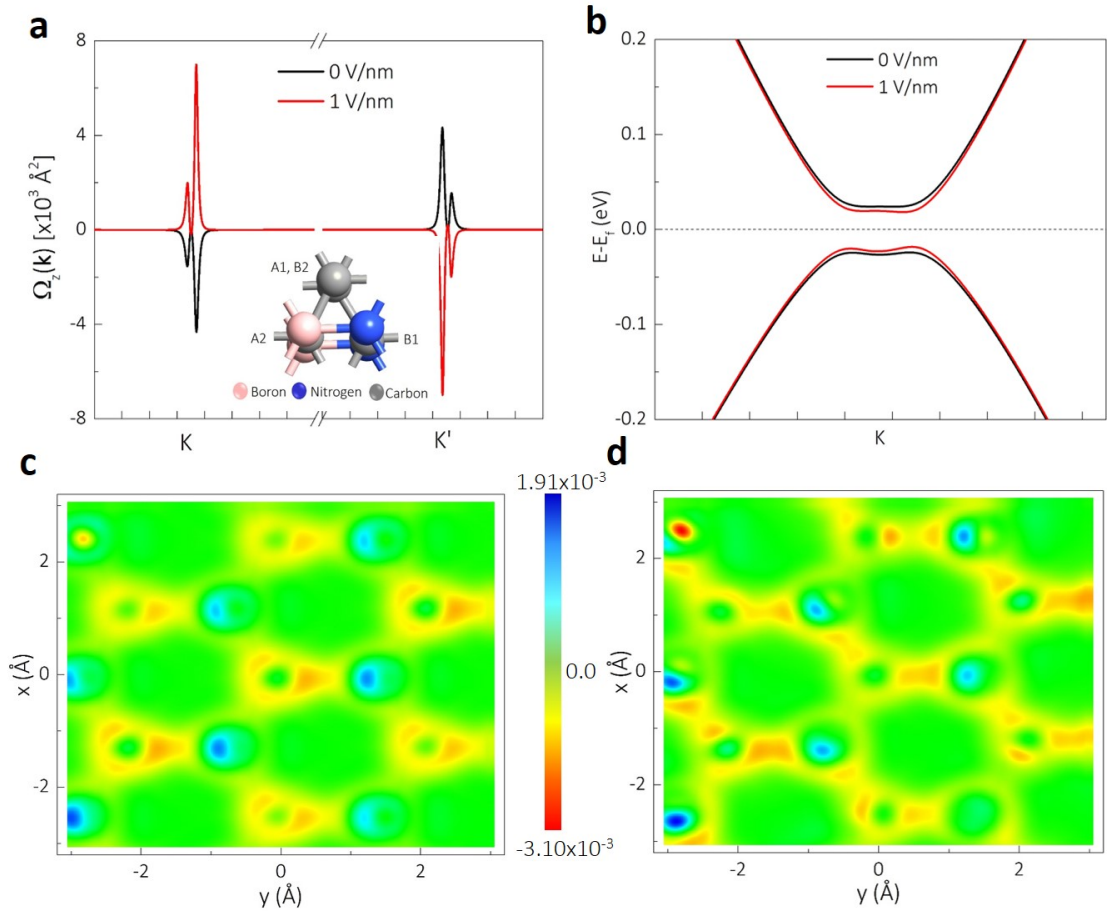 a
8
4
0
-4
-8
Ω_z(k) [x10³ Å²]
0 V/nm
1 V/nm
A1, B2
A2
B1
Boron Nitrogen Carbon
K
K'
b
0.2
0.1
0.0
-0.1
-0.2
E-E_f (eV)
0 V/nm
1 V/nm
K
c
2
0
-2
x (Å)
-2 0 2
y (Å)
1.91x10⁻³
0.0
-3.10x10⁻³
d
2
0
-2
x (Å)
-2 0 2
y (Å)